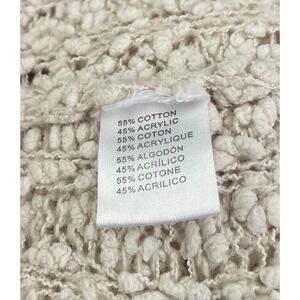 55% COTTON
45% ACRYLIC
55% COTON
45% ACRYLIQUE
55% ALGODÓN
45% ACRÍLICO
55% COTONE
45% ACRILICO